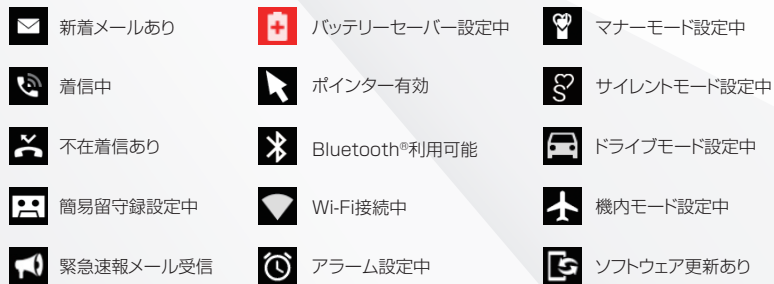 新着メールあり
着信中
不在着信あり
簡易留守録設定中
緊急速報メール受信
バッテリーセーバー設定中
ポインター有効
Bluetooth®利用可能
Wi-Fi接続中
アラーム設定中
マナーモード設定中
サイレントモード設定中
ドライブモード設定中
機内モード設定中
ソフトウェア更新あり